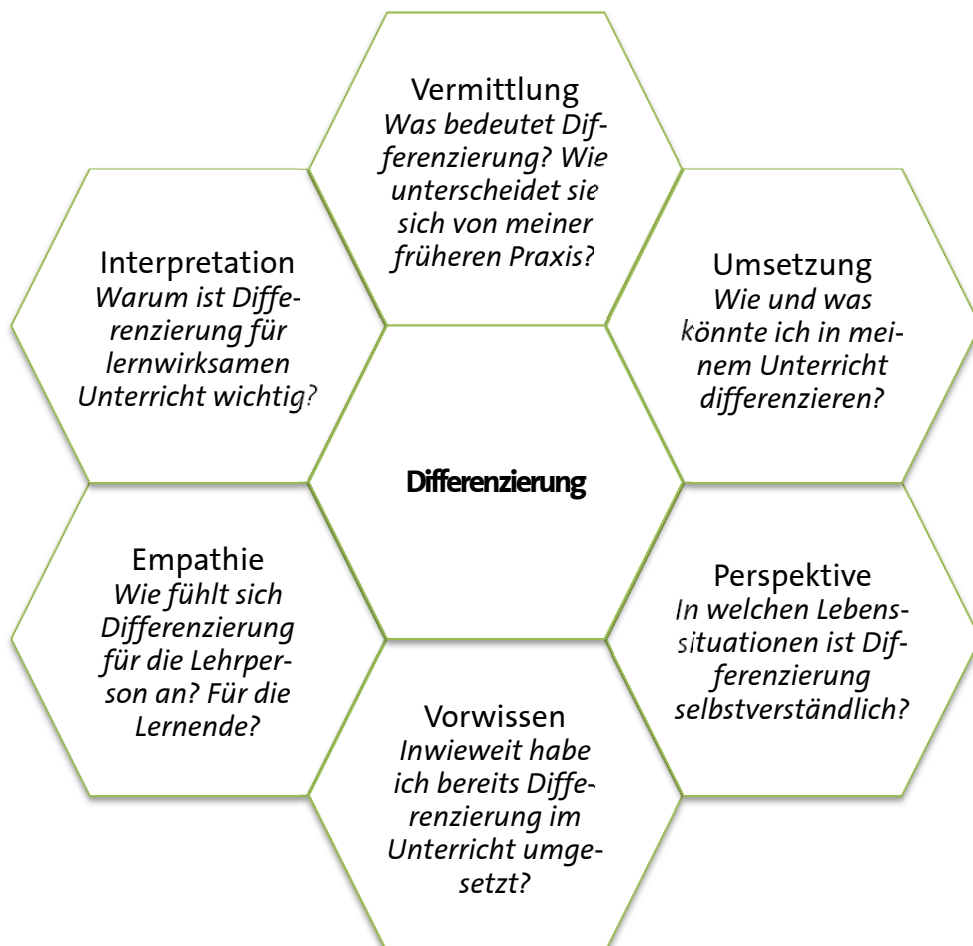 Vermittlung
Was bedeutet Dif-
ferenzierung? Wie
unterscheidet sie
sich von meiner
früheren Praxis?
Interpretation
Warum ist Diffe-
renzierung für
lernwirksamen
Unterricht wichtig?
Umsetzung
Wie und was
könnte ich in mei-
nem Unterricht
differenzieren?
Differenzierung
Empathie
Wie fühlt sich
Differenzierung
für die Lehrper-
son an? Für die
Lernende?
Perspektive
In welchen Lebens-
situationen ist Dif-
ferenzierung
selbstverständlich?
Vorwissen
Inwieweit habe
ich bereits Diffe-
renzierung im
Unterricht umge-
setzt?